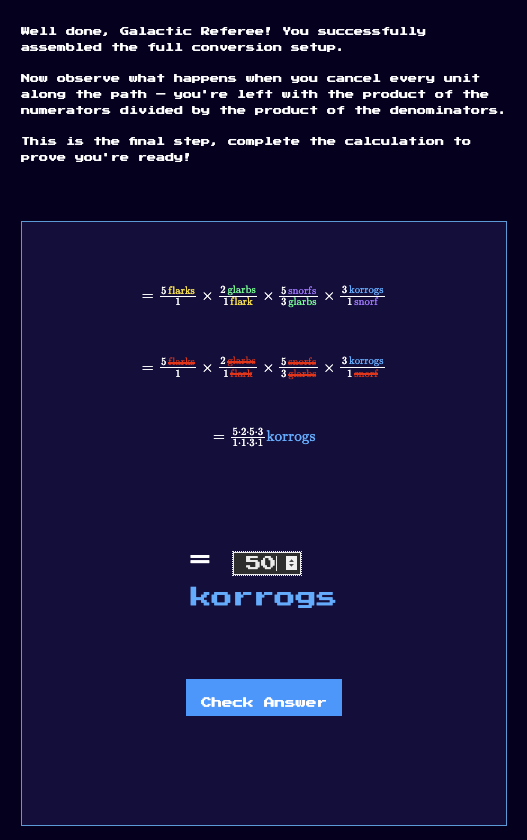 Well done, Galactic Referee! You successfully
assembled the full conversion setup.
Now observe what happens when you cancel every unit
along the path — you're left with the product of the
numerators divided by the product of the denominators.
This is the final step, complete the calculation to
prove you're ready!
= 5 flarks/1 × 2 glarbs/1 flark × 5 snorfs/3 glarbs × 3 korrogs/1 snorf
= 5 flarks/1 × 2 glarbs/1 flark × 5 snorfs/3 glarbs × 3 korrogs/1 snorf
= 5·2·5·3/1·1·3·1 korrogs
= 50
korrogs
Check Answer